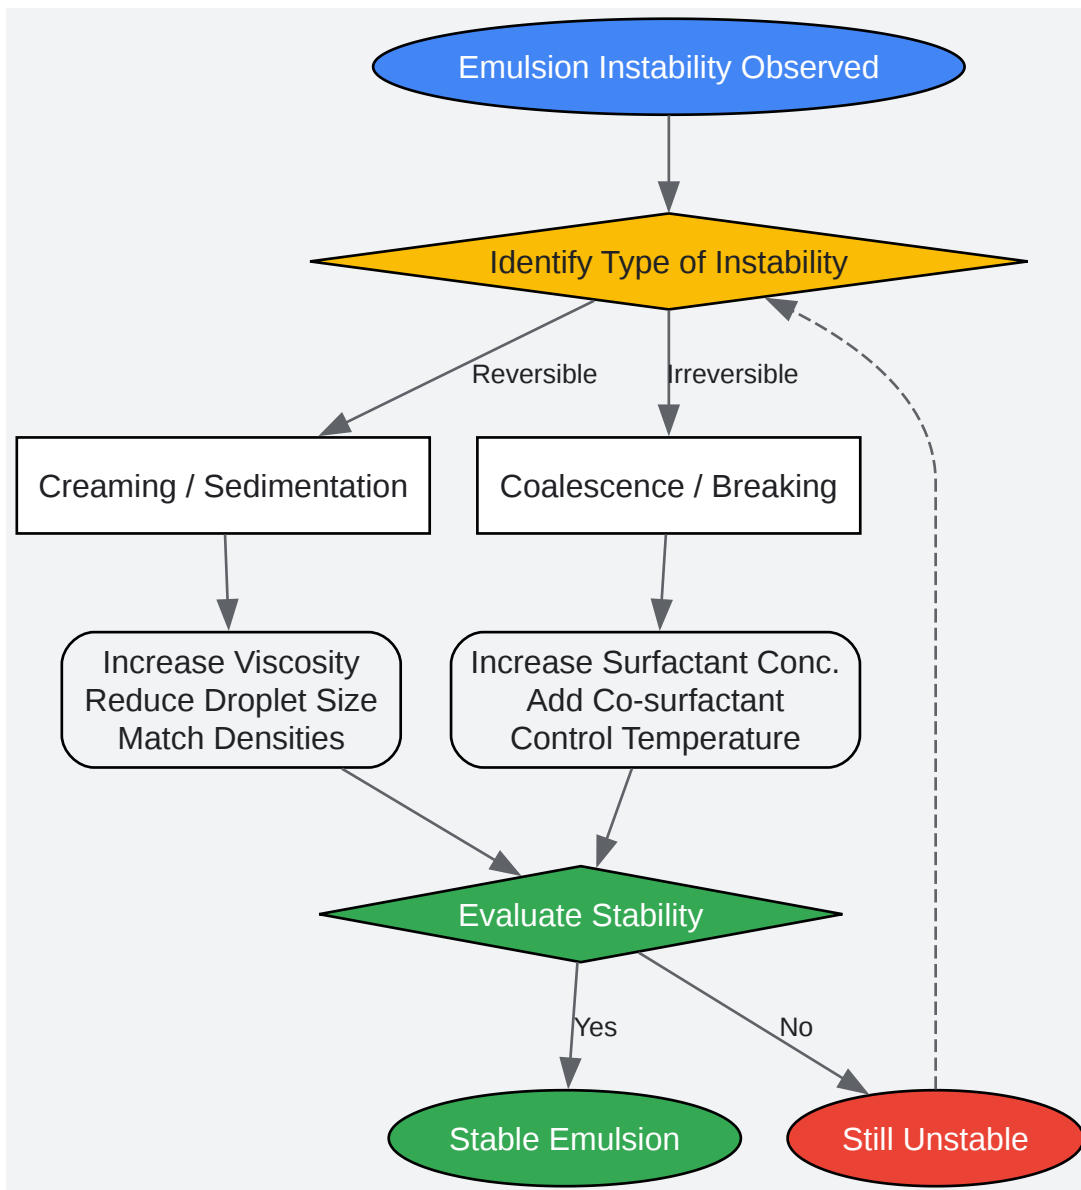 Emulsion Instability Observed
Identify Type of Instability
Reversible
Irreversible
Creaming / Sedimentation
Coalescence / Breaking
Increase Viscosity
Reduce Droplet Size
Match Densities
Increase Surfactant Conc.
Add Co-surfactant
Control Temperature
Evaluate Stability
Yes
No
Stable Emulsion
Still Unstable